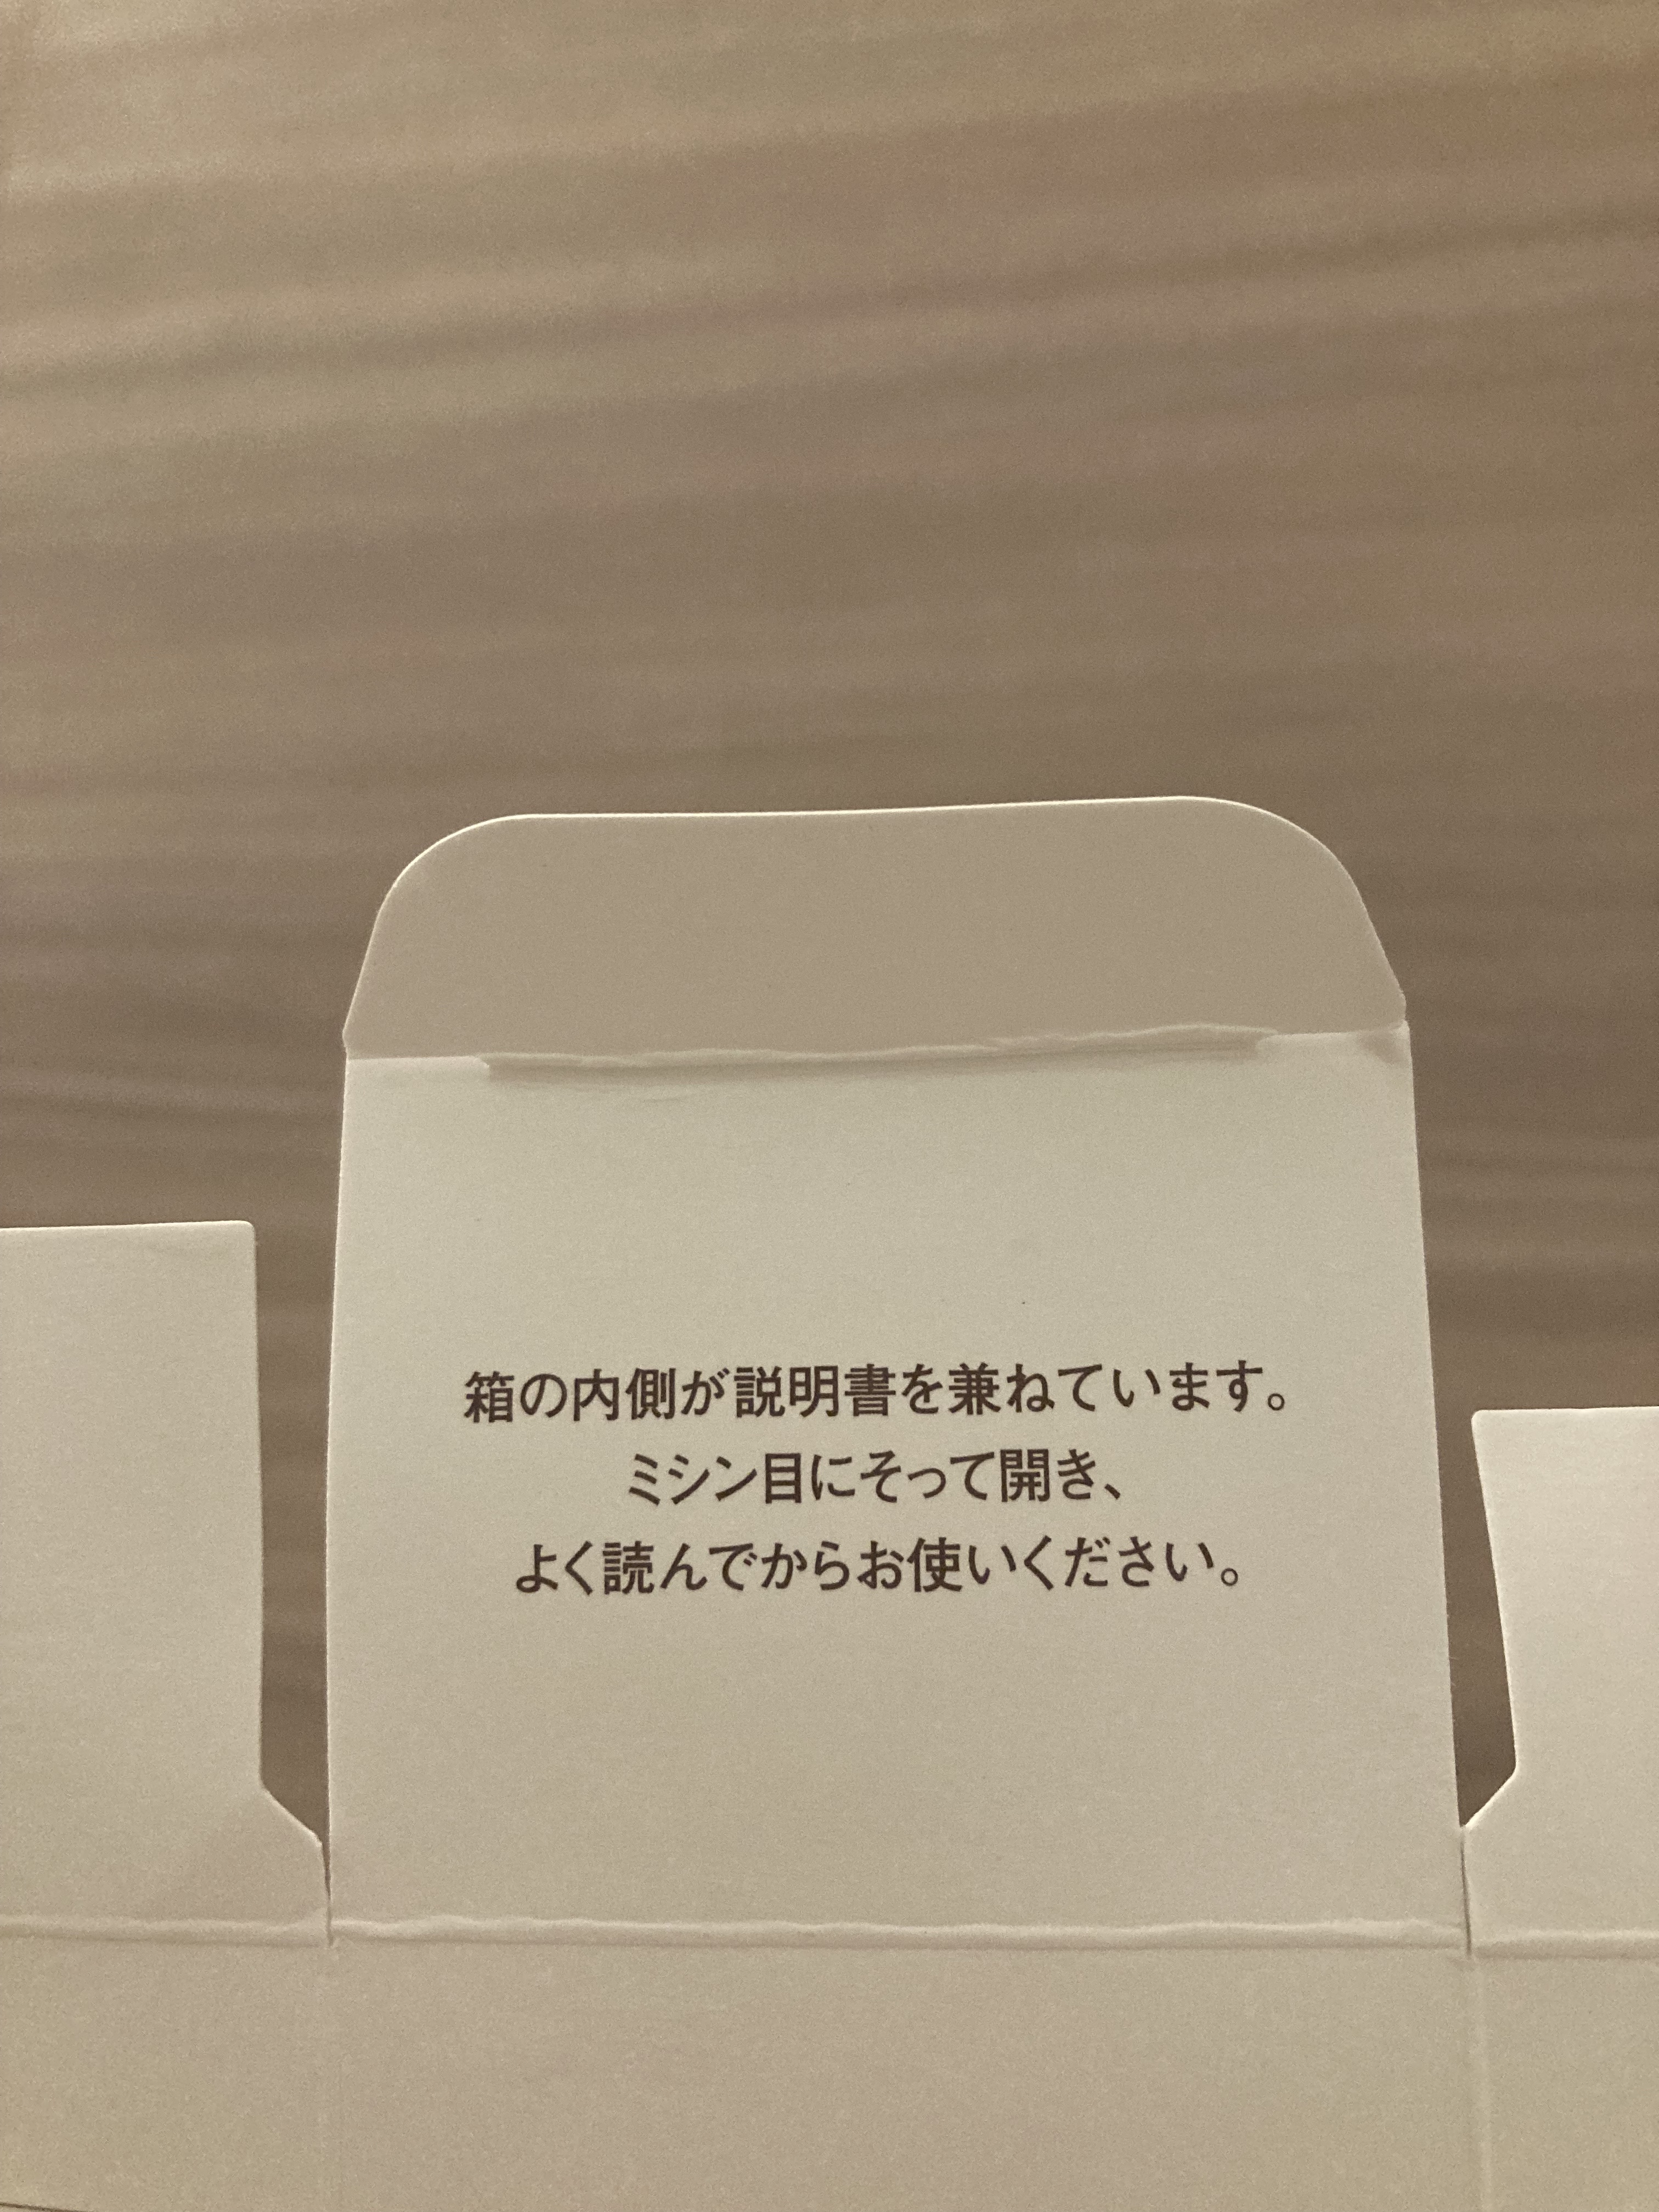 箱の内側が説明書を兼ねています。
ミシン目にそって開き、
よく読んでからお使いください。